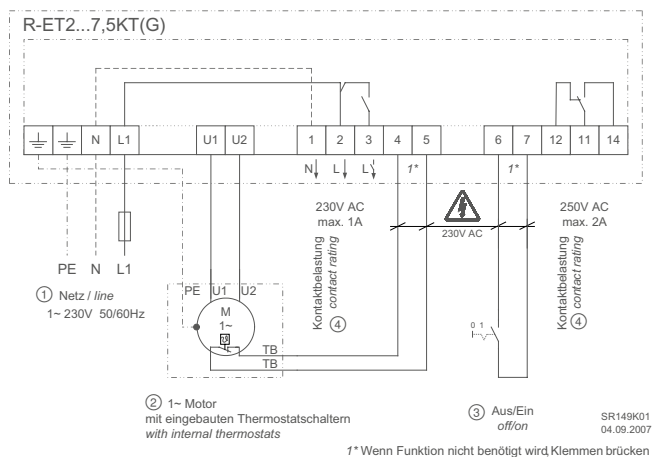 R-ET2...7,5KT(G)
N L1 U1 U2 1 2 3 4 5 6 7 12 11 14
N L L 1* 1*
230V AC
max. 1A
250V AC
max. 2A
230V AC
Kontaktbelastung
contact rating
4
Kontaktbelastung
contact rating
4
PE N L1
1 Netz / line
1~ 230V 50/60Hz
PE U1 U2
M
1~
TB
TB
0 1
2 1~ Motor
mit eingebauten Thermostatschaltern
with internal thermostats
3 Aus/Ein
off/on
SR149K01
04.09.2007
1* Wenn Funktion nicht benötigt wird, Klemmen brücken